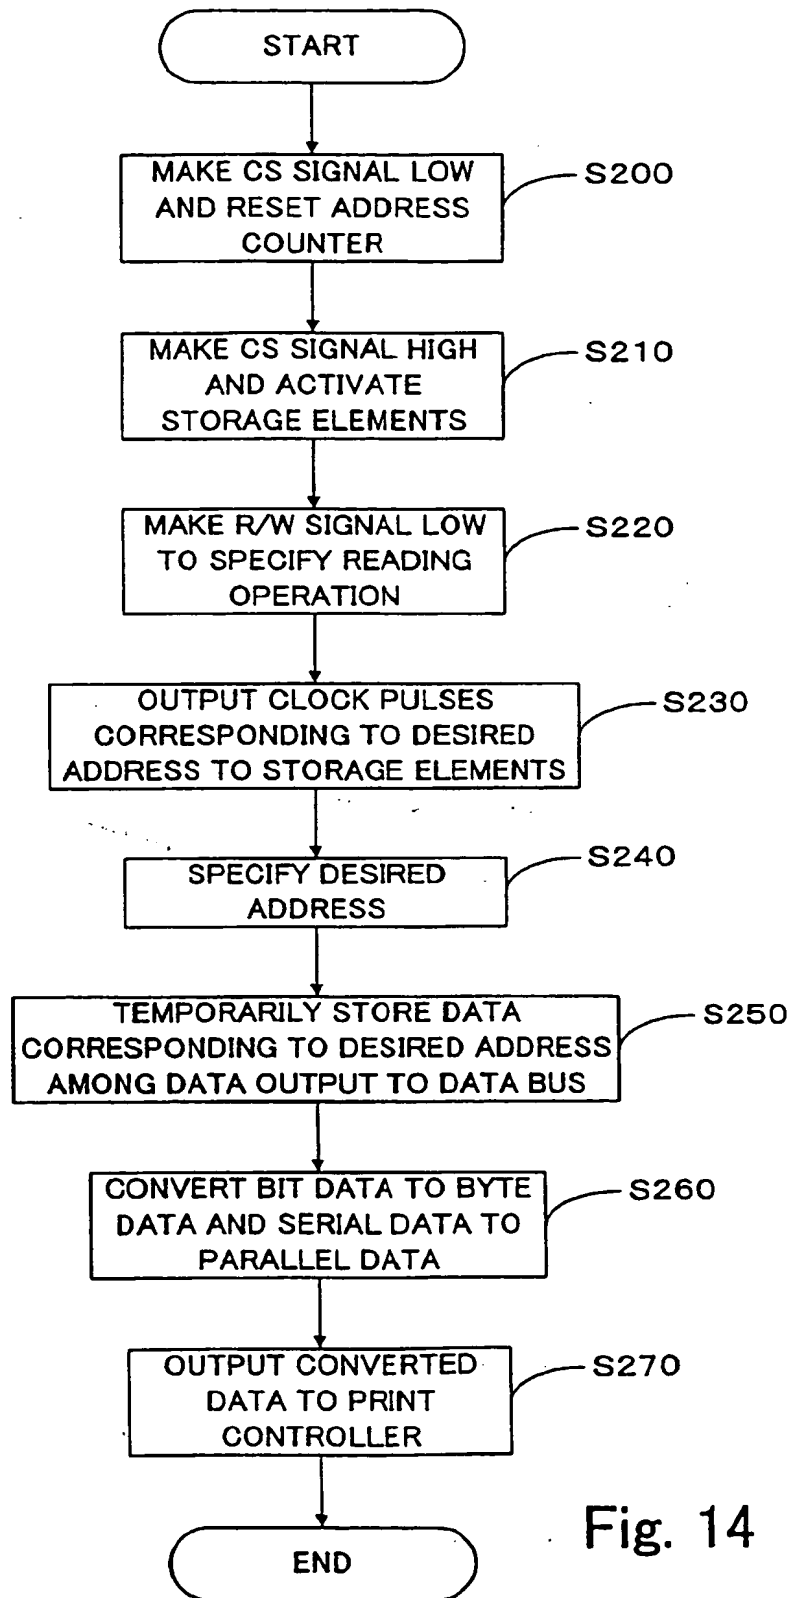 START
MAKE CS SIGNAL LOW
AND RESET ADDRESS
COUNTER
S200
MAKE CS SIGNAL HIGH
AND ACTIVATE
STORAGE ELEMENTS
S210
MAKE R/W SIGNAL LOW
TO SPECIFY READING
OPERATION
S220
OUTPUT CLOCK PULSES
CORRESPONDING TO DESIRED
ADDRESS TO STORAGE ELEMENTS
S230
SPECIFY DESIRED
ADDRESS
S240
TEMPORARILY STORE DATA
CORRESPONDING TO DESIRED ADDRESS
AMONG DATA OUTPUT TO DATA BUS
S250
CONVERT BIT DATA TO BYTE
DATA AND SERIAL DATA TO
PARALLEL DATA
S260
OUTPUT CONVERTED
DATA TO PRINT
CONTROLLER
S270
END
Fig. 14